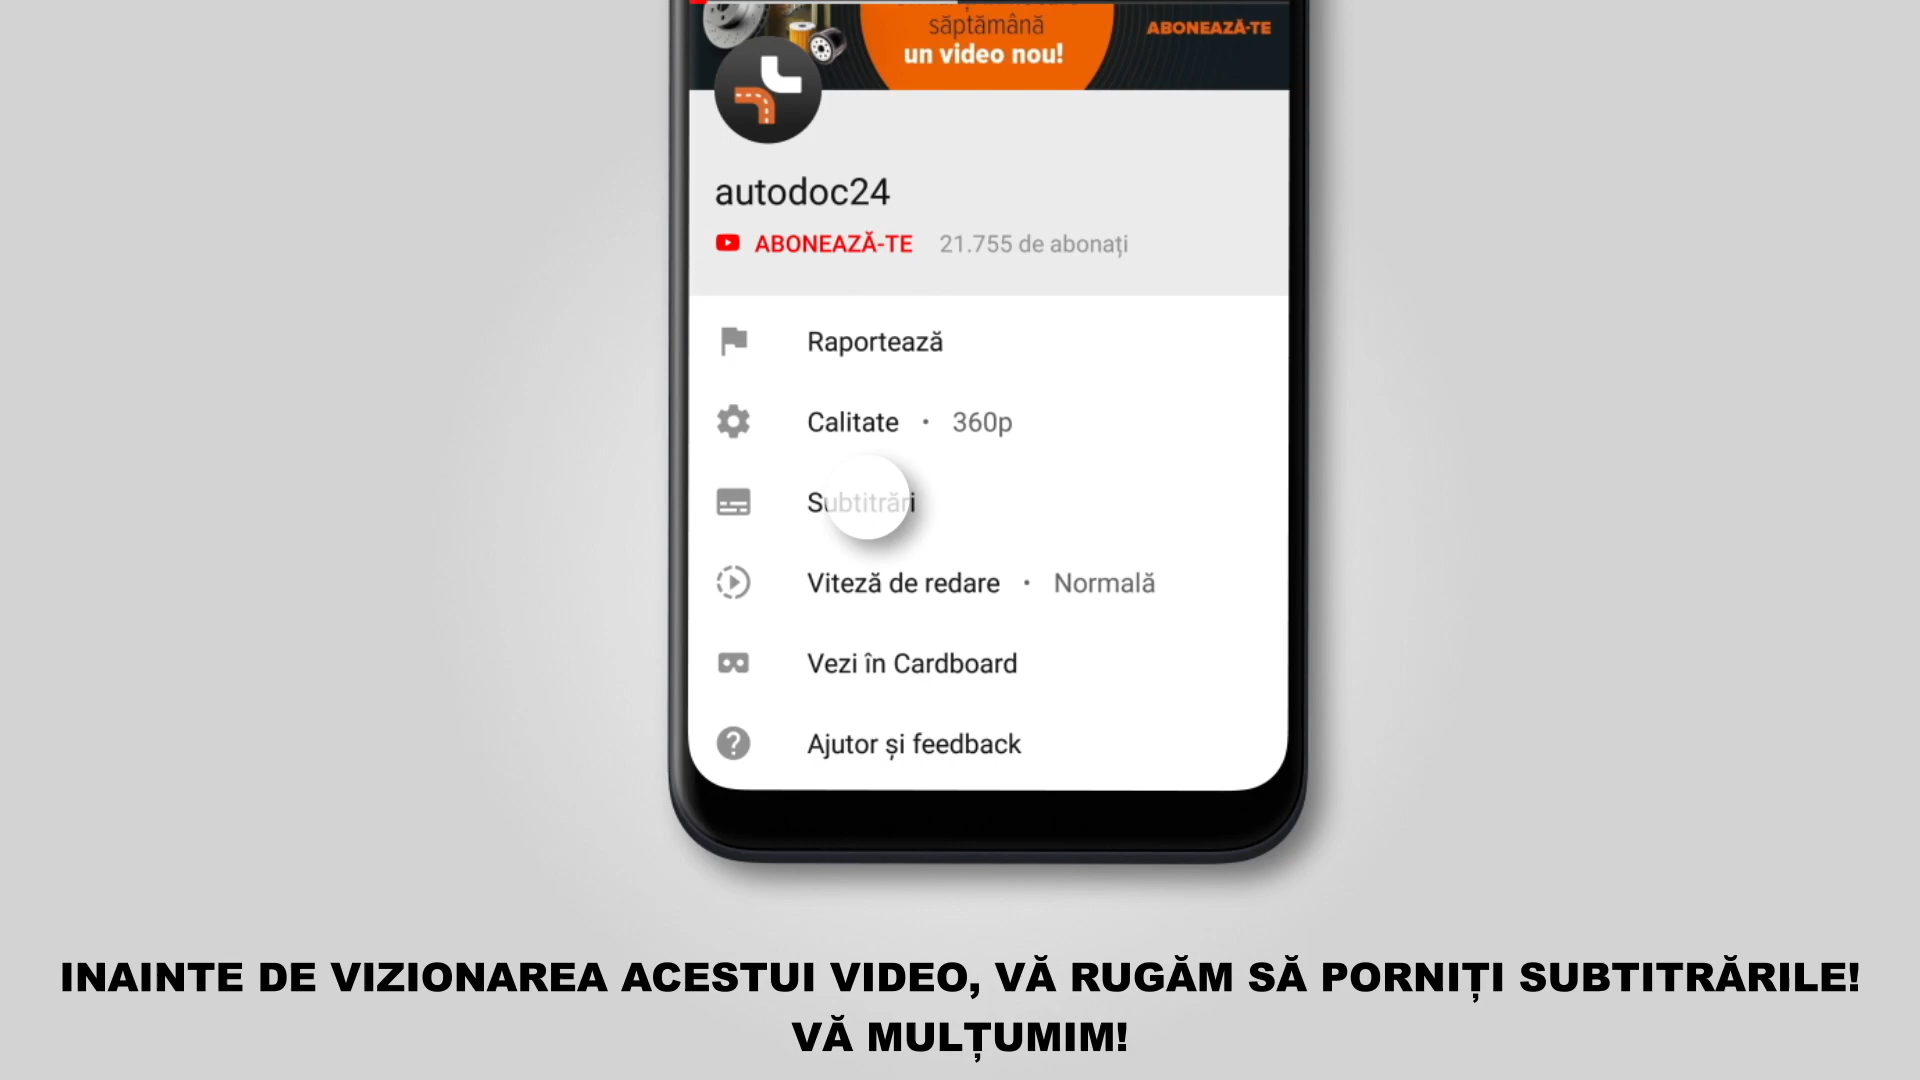 săptămână
un video nou!
ABONEAZĂ-TE
autodoc24
ABONEAZĂ-TE 21.755 de abonați
Raportează
Calitate • 360p
Subtitrări
Viteză de redare • Normală
Vezi în Cardboard
Ajutor și feedback
INAINTE DE VIZIONAREA ACESTUI VIDEO, VĂ RUGĂM SĂ PORNIȚI SUBTITRĂRILE!
VĂ MULȚUMIM!